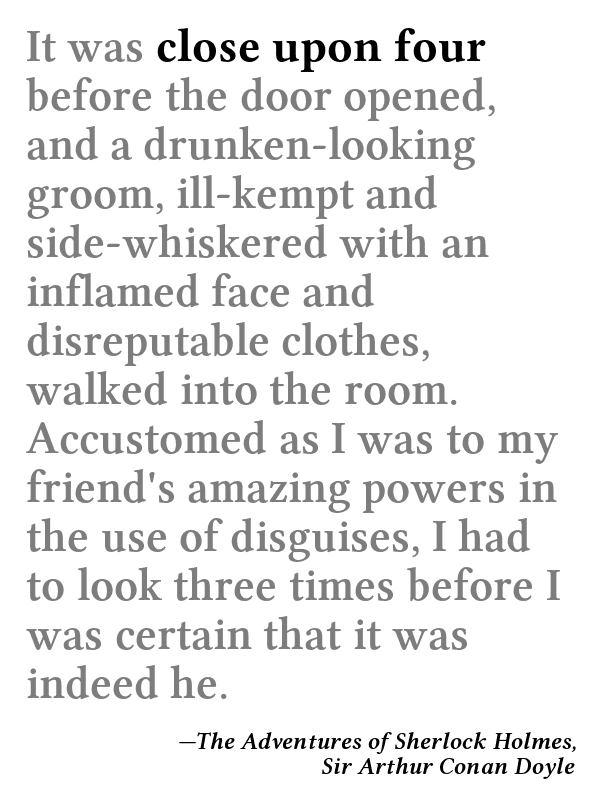 It was close upon four
before the door opened,
and a drunken-looking
groom, ill-kempt and
side-whiskered with an
inflamed face and
disreputable clothes,
walked into the room.
Accustomed as I was to my
friend's amazing powers in
the use of disguises, I had
to look three times before I
was certain that it was
indeed he.
—The Adventures of Sherlock Holmes,
Sir Arthur Conan Doyle